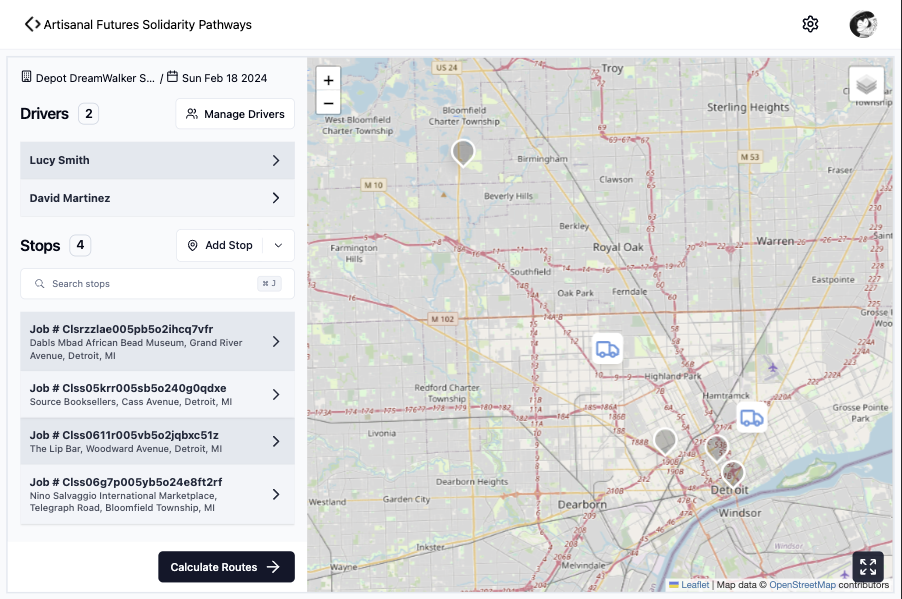 Artisanal Futures Solidarity Pathways
Depot DreamWalker S... / Sun Feb 18 2024
Drivers 2
Manage Drivers
Lucy Smith
David Martinez
Stops 4
Add Stop
Search stops
⌘ J
Job # Clsrzzlae005pb5o2ihcq7vfr
Dabls Mbad African Bead Museum, Grand River
Avenue, Detroit, MI
Job # Clss05krr005sb5o240g0qdxe
Source Booksellers, Cass Avenue, Detroit, MI
Job # Clss0611r005vb5o2jqbxc51z
The Lip Bar, Woodward Avenue, Detroit, MI
Job # Clss06g7p005yb5o24e8ft2rf
Nino Salvaggio International Marketplace,
Telegraph Road, Bloomfield Township, MI
Calculate Routes
+
−
US 24
Troy
Bloomfield
Charter Township
West Bloomfield
Charter Township
Sterling Heights
Township
69
M 53
Birmingham
Fraser
M 10
Clawson
Beverly Hills
Berkley
Royal Oak
Warren
Farmington
Hills
Southfield
Oak Park
Ferndale
Eastpointe
M 102
Highland Park
Hamtramck
Redford Charter
Township
Grosse Pointe
Park
Livonia
Dearborn Heights
Detroit
Westland
Garden City
Dearborn
Windsor
Inkster
Windsor
Wayne
Melvindale
Leaflet | Map data © OpenStreetMap contributors